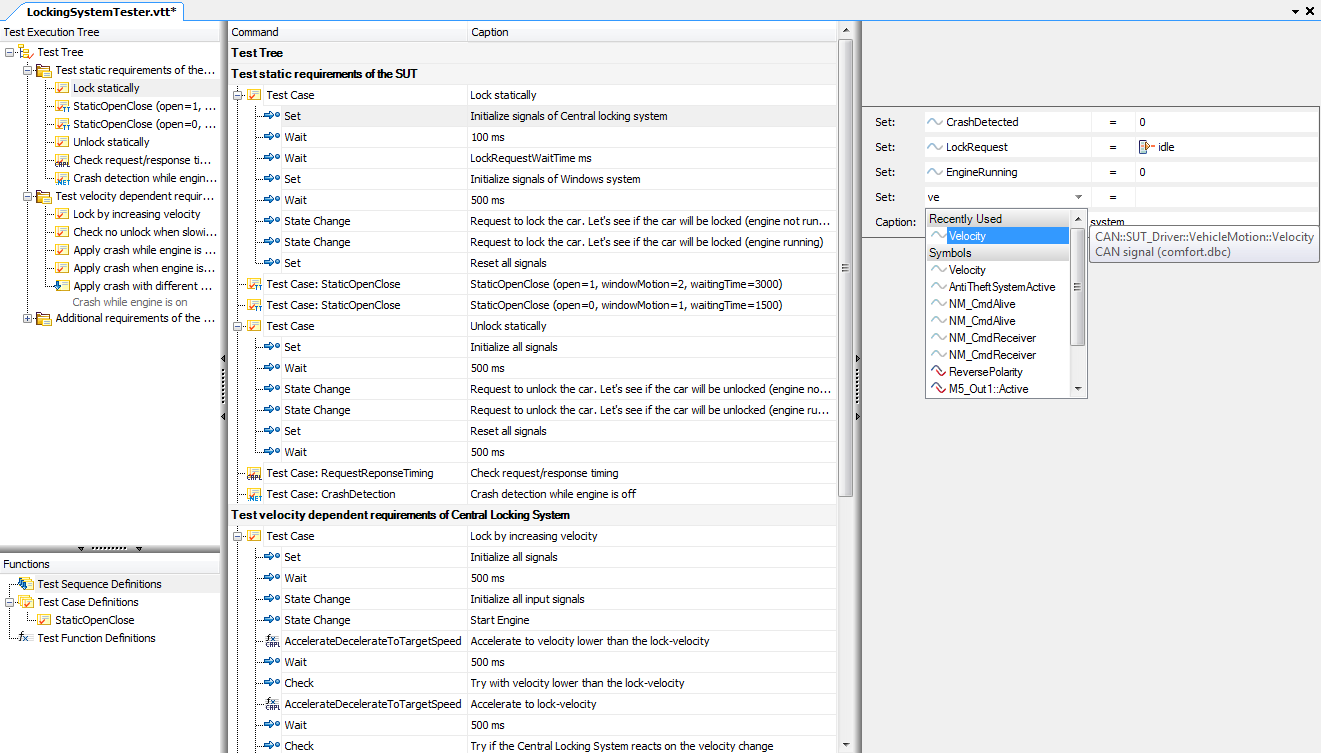 LockingSystemTester.vtt*
Test Execution Tree
Test Tree
Test static requirements of the...
Lock statically
StaticOpenClose (open=1, ...
StaticOpenClose (open=0, ...
Unlock statically
Check request/response ti...
Crash detection while engin...
Test velocity dependent requir...
Lock by increasing velocity
Check no unlock when slowi...
Apply crash while engine is ...
Apply crash when engine is...
Apply crash with different ...
Crash while engine is on
Additional requirements of the ...
Functions
Test Sequence Definitions
Test Case Definitions
StaticOpenClose
Test Function Definitions
Command Caption
Test Tree
Test static requirements of the SUT
Test Case Lock statically
Set Initialize signals of Central locking system
Wait 100 ms
Wait LockRequestWaitTime ms
Set Initialize signals of Windows system
Wait 500 ms
State Change Request to lock the car. Let's see if the car will be locked (engine not run...
State Change Request to lock the car. Let's see if the car will be locked (engine running)
Set Reset all signals
Test Case: StaticOpenClose StaticOpenClose (open=1, windowMotion=2, waitingTime=3000)
Test Case: StaticOpenClose StaticOpenClose (open=0, windowMotion=1, waitingTime=1500)
Test Case Unlock statically
Set Initialize all signals
Wait 500 ms
State Change Request to unlock the car. Let's see if the car will be unlocked (engine no...
State Change Request to unlock the car. Let's see if the car will be unlocked (engine ru...
Set Reset all signals
Wait 500 ms
CAPL Test Case: RequestReponseTiming Check request/response timing
.NET Test Case: CrashDetection Crash detection while engine is off
Test velocity dependent requirements of Central Locking System
Test Case Lock by increasing velocity
Set Initialize all signals
Wait 500 ms
State Change Initialize all input signals
State Change Start Engine
fx CAPL AccelerateDecelerateToTargetSpeed Accelerate to velocity lower than the lock-velocity
Wait 500 ms
Check Try with velocity lower than the lock-velocity
fx CAPL AccelerateDecelerateToTargetSpeed Accelerate to lock-velocity
Wait 500 ms
Check Try if the Central Locking System reacts on the velocity change
Set: CrashDetected = 0
Set: LockRequest = idle
Set: EngineRunning = 0
Set: ve =
Caption: system
Recently Used
Velocity
Symbols
Velocity
AntiTheftSystemActive
NM_CmdAlive
NM_CmdAlive
NM_CmdReceiver
NM_CmdReceiver
ReversePolarity
M5_Out1::Active
CAN::SUT_Driver::VehicleMotion::Velocity
CAN signal (comfort.dbc)